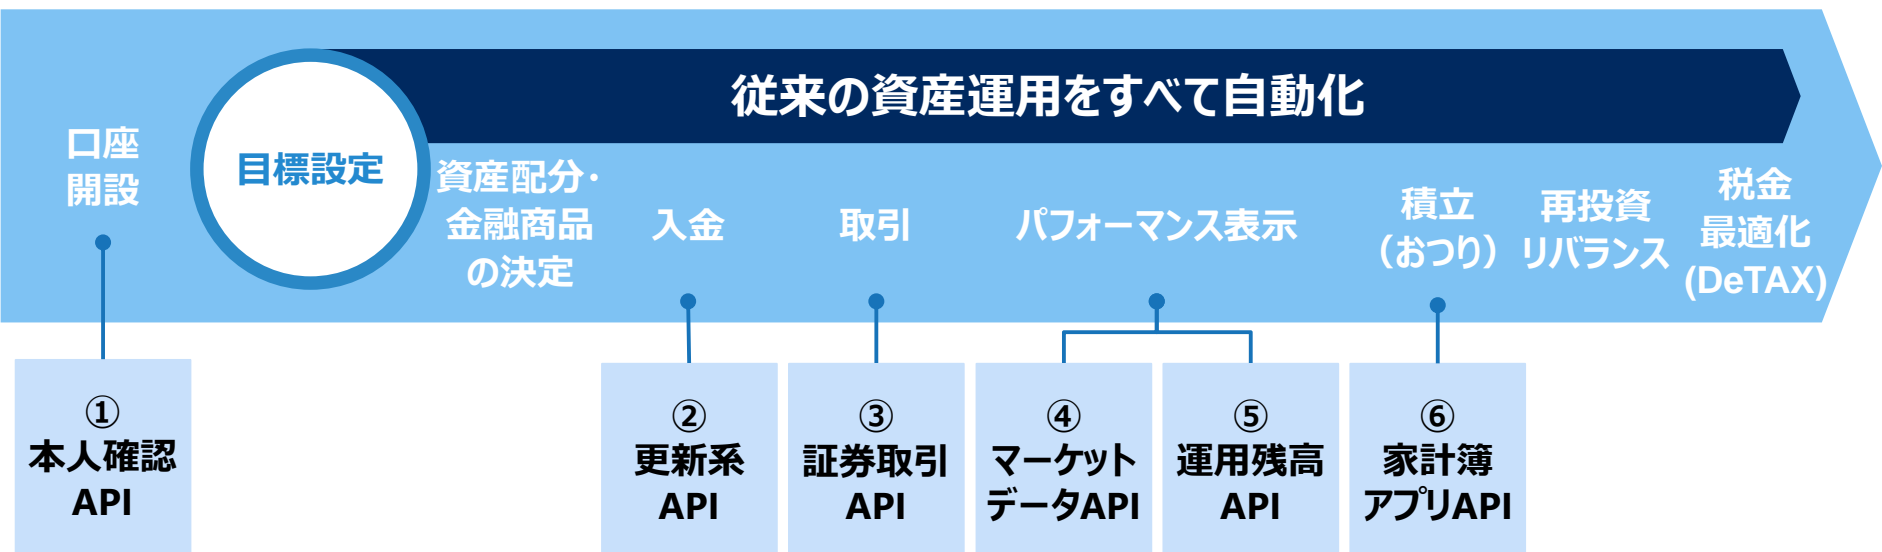 従来の資産運用をすべて自動化
口座
開設
目標設定
資産配分・
金融商品
の決定
入金
取引
パフォーマンス表示
積立
（おつり）
再投資
リバランス
税金
最適化
(DeTAX)
①
本人確認
API
②
更新系
API
③
証券取引
API
④
マーケット
データAPI
⑤
運用残高
API
⑥
家計簿
アプリAPI